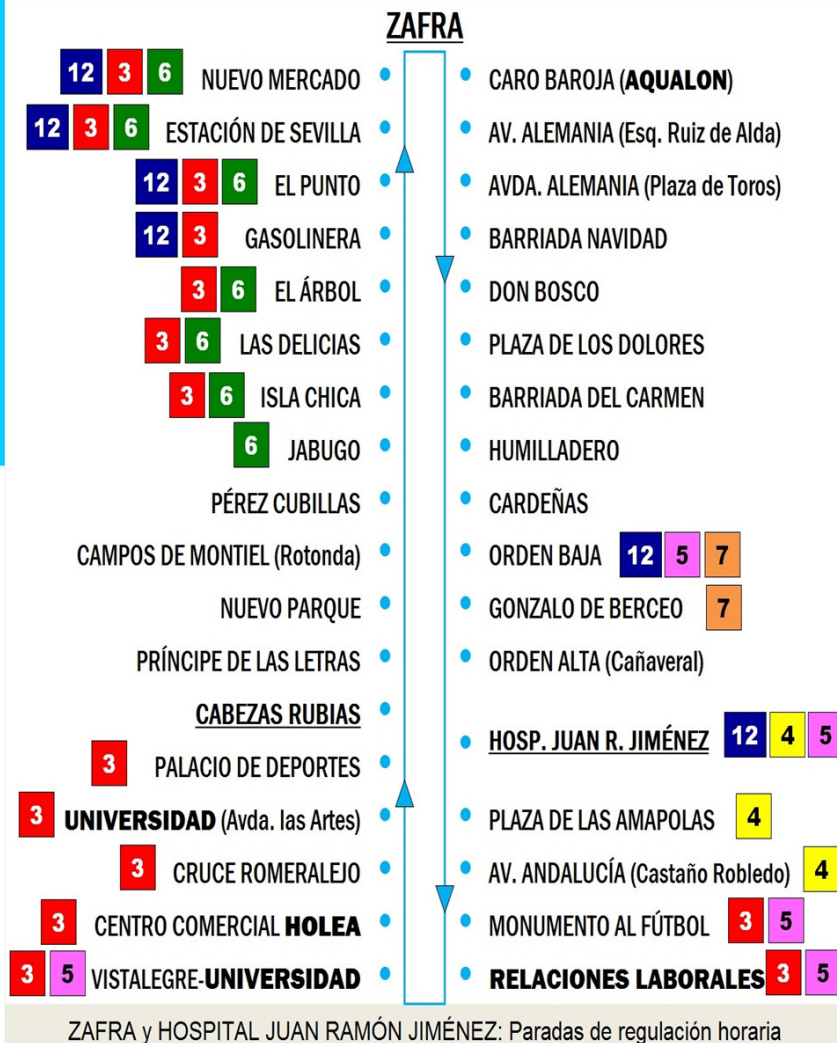 ZAFRA
12 3 6 NUEVO MERCADO
CARO BAROJA (AQUALON)
12 3 6 ESTACIÓN DE SEVILLA
AV. ALEMANIA (Esq. Ruiz de Alda)
12 3 6 EL PUNTO
AVDA. ALEMANIA (Plaza de Toros)
12 3 GASOLINERA
BARRIADA NAVIDAD
3 6 EL ÁRBOL
DON BOSCO
3 6 LAS DELICIAS
PLAZA DE LOS DOLORES
3 6 ISLA CHICA
BARRIADA DEL CARMEN
6 JABUGO
HUMILLADERO
PÉREZ CUBILLAS
CARDEÑAS
CAMPOS DE MONTIEL (Rotonda)
ORDEN BAJA 12 5 7
NUEVO PARQUE
GONZALO DE BERCEO 7
PRÍNCIPE DE LAS LETRAS
ORDEN ALTA (Cañaveral)
CABEZAS RUBIAS
HOSP. JUAN R. JIMÉNEZ 12 4 5
3 PALACIO DE DEPORTES
3 UNIVERSIDAD (Avda. las Artes)
PLAZA DE LAS AMAPOLAS 4
3 CRUCE ROMERALEJO
AV. ANDALUCÍA (Castaño Robledo) 4
3 CENTRO COMERCIAL HOLEA
MONUMENTO AL FÚTBOL 3 5
3 5 VISTALEGRE-UNIVERSIDAD
RELACIONES LABORALES 3 5
ZAFRA y HOSPITAL JUAN RAMÓN JIMÉNEZ: Paradas de regulación horaria